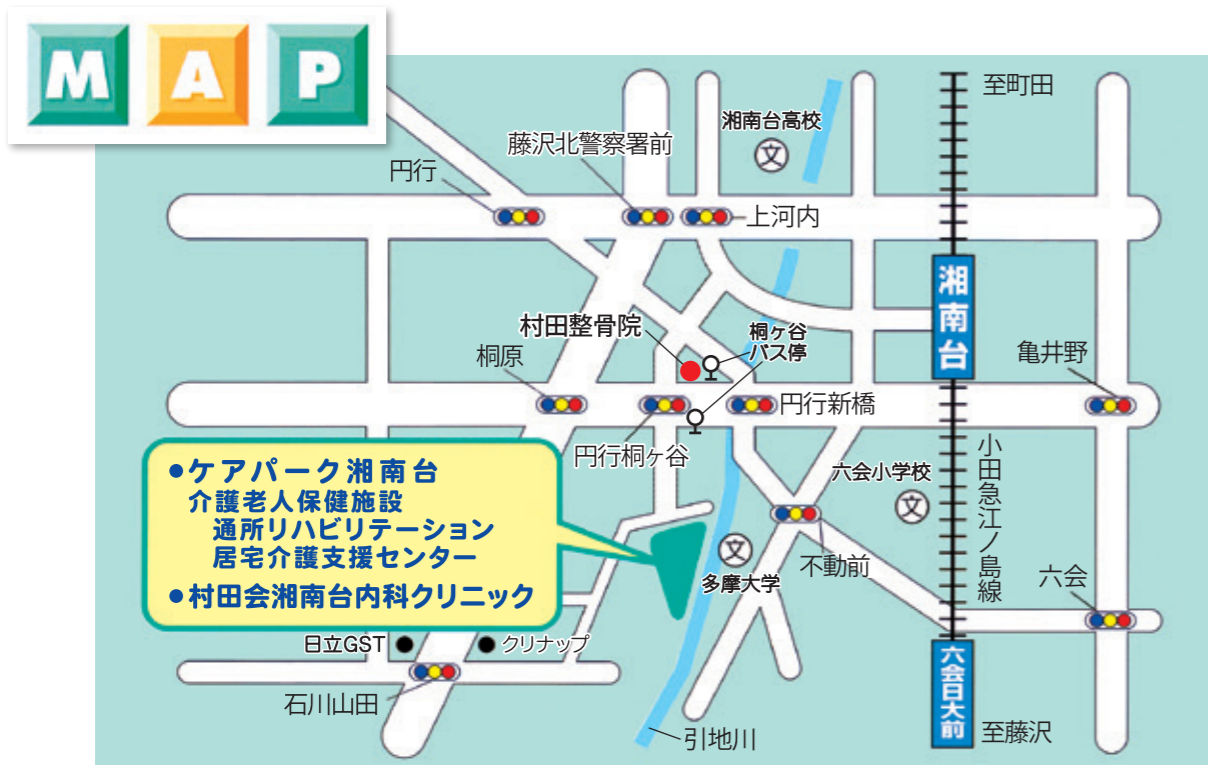 MAP
至町田
湘南台高校
文
藤沢北警察署前
円行
上河内
湘南台
村田整骨院
桐ヶ谷
バス停
桐原
亀井野
円行新橋
円行桐ヶ谷
小田急江ノ島線
六会小学校
文
●ケアパーク湘南台
介護老人保健施設
通所リハビリテーション
居宅介護支援センター
●村田会湘南台内科クリニック
文
多摩大学
不動前
六会
日立GST
クリナップ
石川山田
六会日大前
引地川
至藤沢